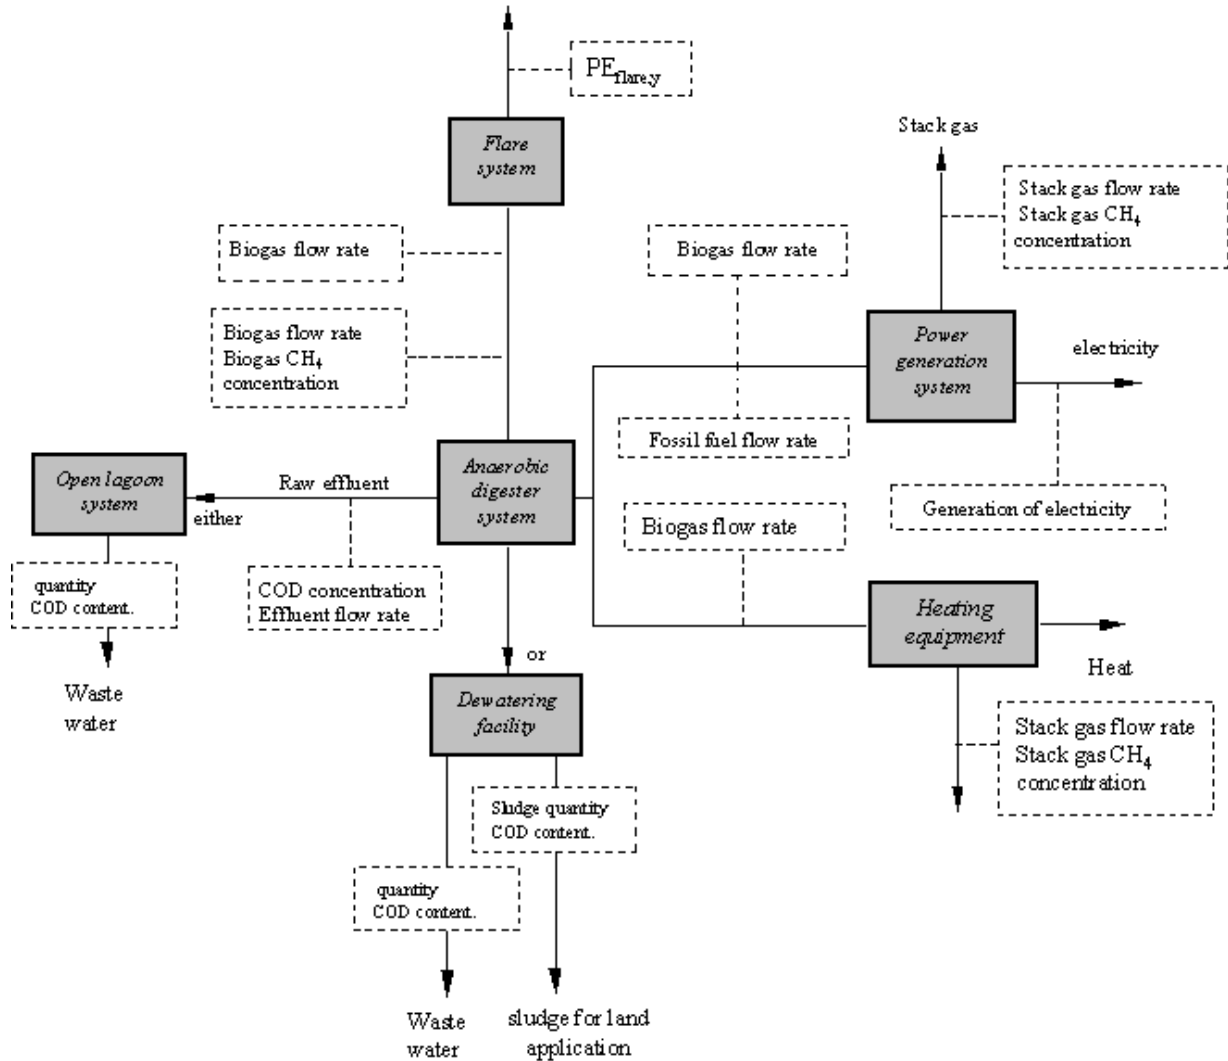 PE flare,y
Flare
system
Stack gas
Stack gas flow rate
Stack gas CH4
concentration
Biogas flow rate
Biogas flow rate
Biogas flow rate
Biogas CH4
concentration
Power
generation
system
electricity
Fossil fuel flow rate
Open lagoon
system
Raw effluent
either
Anaerobic
digester
system
Generation of electricity
Biogas flow rate
quantity
COD content.
COD concentration
Effluent flow rate
Heating
equipment
or
Heat
Waste
water
Dewatering
facility
Stack gas flow rate
Stack gas CH4
concentration
Sludge quantity
COD content.
quantity
COD content.
Waste
water
sludge for land
application